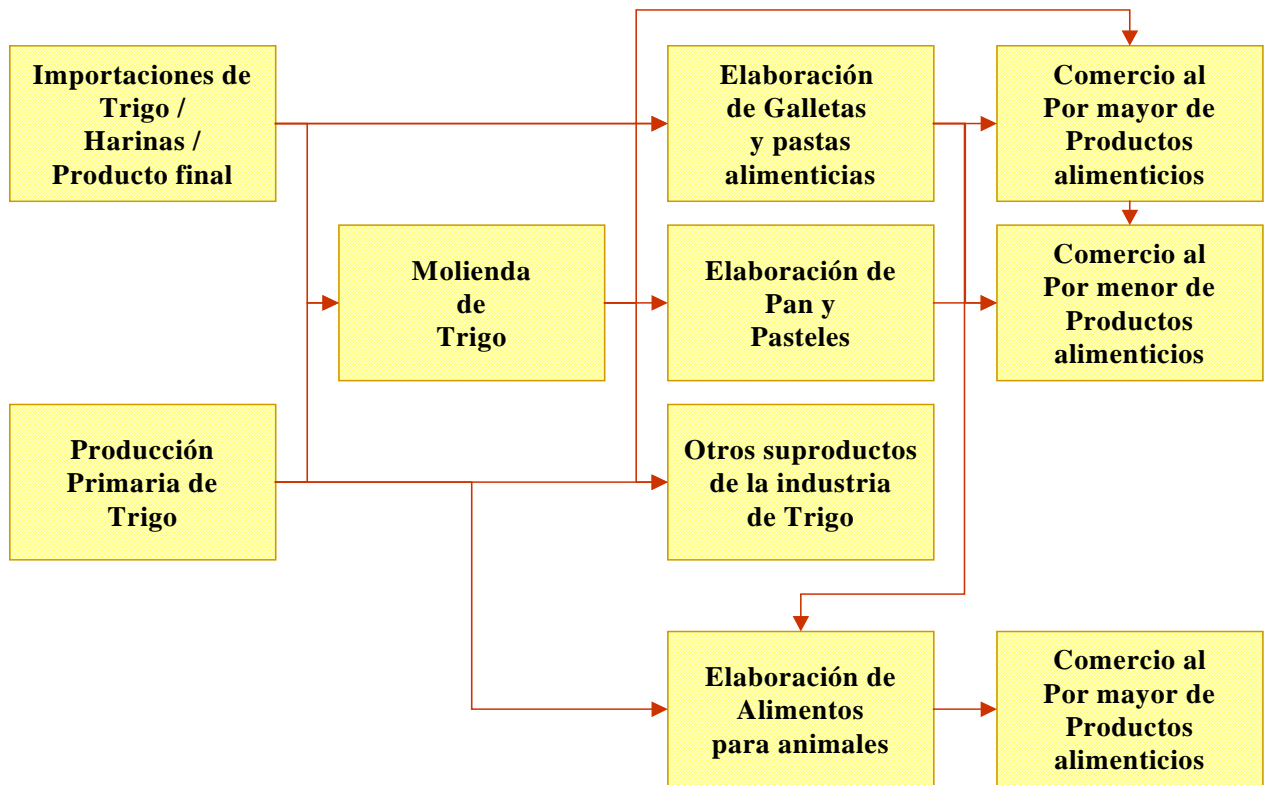 Importaciones de
Trigo /
Harinas /
Producto final
Elaboración
de Galletas
y pastas
alimenticias
Comercio al
Por mayor de
Productos
alimenticios
Molienda
de
Trigo
Elaboración de
Pan y
Pasteles
Comercio al
Por menor de
Productos
alimenticios
Producción
Primaria de
Trigo
Otros suproductos
de la industria
de Trigo
Elaboración de
Alimentos
para animales
Comercio al
Por mayor de
Productos
alimenticios